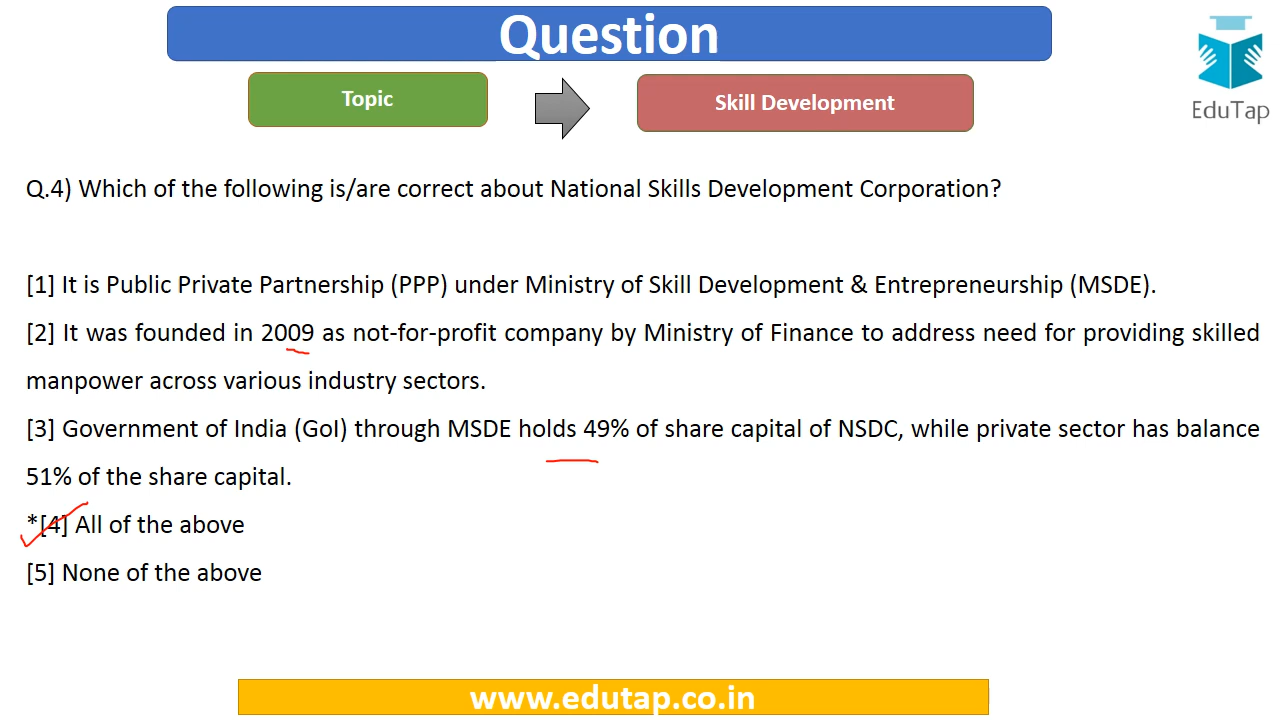 Question
EduTap
Topic
Skill Development
Q.4) Which of the following is/are correct about National Skills Development Corporation?
[1] It is Public Private Partnership (PPP) under Ministry of Skill Development & Entrepreneurship (MSDE).
[2] It was founded in 2009 as not-for-profit company by Ministry of Finance to address need for providing skilled
manpower across various industry sectors.
[3] Government of India (GoI) through MSDE holds 49% of share capital of NSDC, while private sector has balance
51% of the share capital.
*[4] All of the above
[5] None of the above
www.edutap.co.in